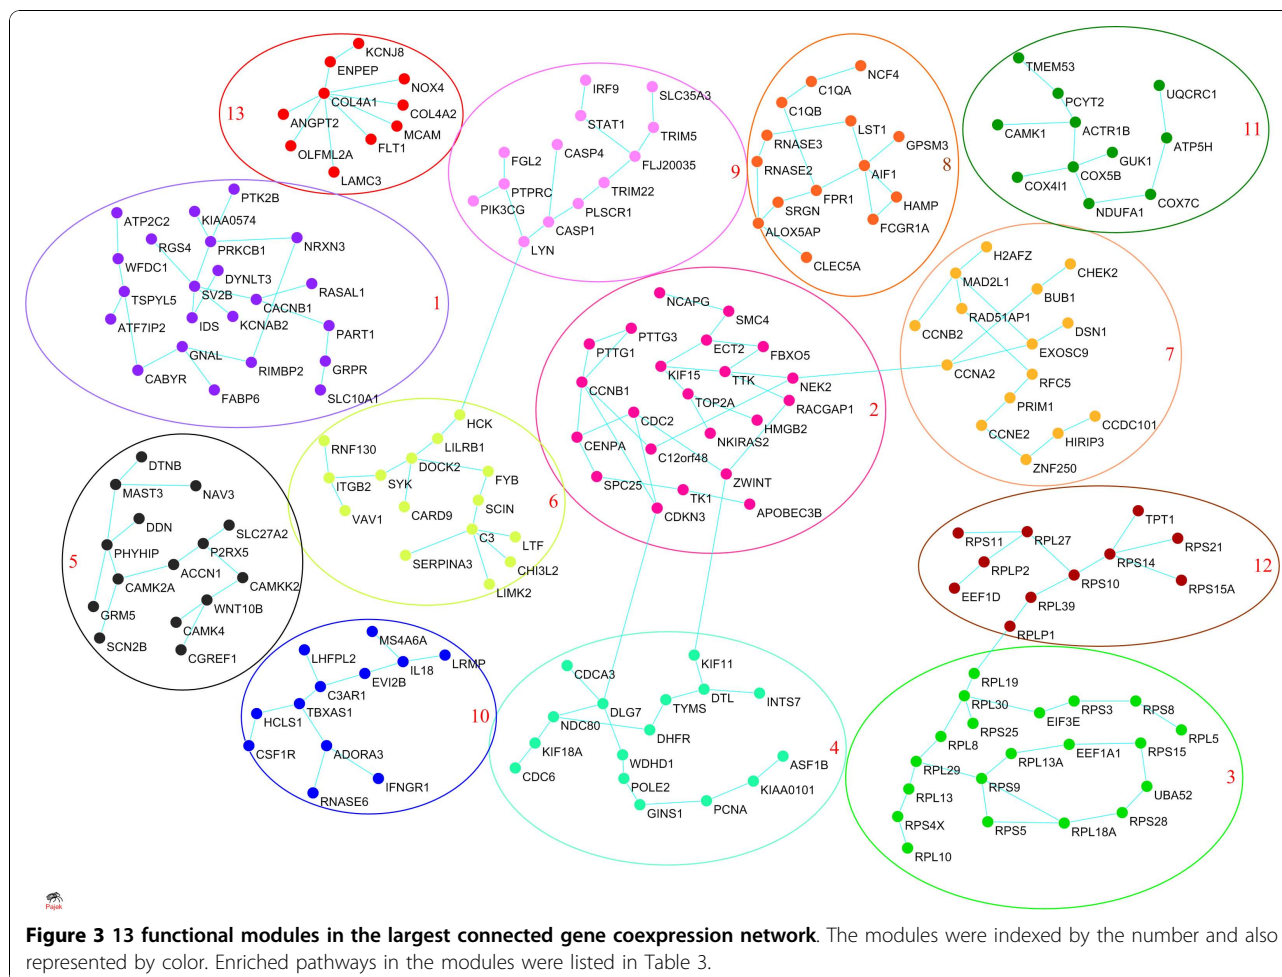 KCNJ8
ENPEP
NOX4
COL4A1
13
COL4A2
ANGPT2
MCAM
FLT1
OLFML2A
LAMC3
IRF9
SLC35A3
STAT1
TRIM5
FGL2
CASP4
FLJ20035
9
PTPRC
TRIM22
PIK3CG
PLSCR1
CASP1
LYN
NCF4
C1QA
C1QB
LST1
RNASE3
GPSM3
8
RNASE2
AIF1
FPR1
HAMP
SRGN
FCGR1A
ALOX5AP
CLEC5A
TMEM53
UQCRC1
PCYT2
CAMK1
ACTR1B
11
ATP5H
GUK1
COX5B
COX4I1
COX7C
NDUFA1
PTK2B
ATP2C2
KIAA0574
RGS4
NRXN3
PRKCB1
WFDC1
DYNLT3
TSPYL5
SV2B
RASAL1
1
CACNB1
ATF7IP2
IDS
KCNAB2
PART1
GNAL
RIMBP2
GRPR
CABYR
FABP6
SLC10A1
NCAPG
SMC4
PTTG3
PTTG1
ECT2
FBXO5
KIF15
TTK
NEK2
CCNB1
TOP2A
RACGAP1
2
CDC2
HMGB2
CENPA
NKIRAS2
C12orf48
ZWINT
SPC25
TK1
APOBEC3B
CDKN3
H2AFZ
CHEK2
MAD2L1
BUB1
RAD51AP1
CCNB2
DSN1
EXOSC9
7
CCNA2
RFC5
PRIM1
CCDC101
CCNE2
HIRIP3
ZNF250
HCK
RNF130
LILRB1
DOCK2
SYK
FYB
ITGB2
6
SCIN
VAV1
CARD9
C3
LTF
SERPINA3
CHI3L2
LIMK2
DTNB
MAST3
NAV3
DDN
SLC27A2
5
PHYHIP
P2RX5
ACCN1
CAMK2A
CAMKK2
GRM5
WNT10B
CAMK4
SCN2B
CGREF1
TPT1
RPS11
RPL27
RPS21
RPLP2
RPS14
12
RPS10
EEF1D
RPS15A
RPL39
RPLP1
MS4A6A
LHFPL2
LRMP
IL18
EVI2B
C3AR1
TBXAS1
10
HCLS1
CSF1R
ADORA3
IFNGR1
RNASE6
KIF11
CDCA3
DTL
INTS7
TYMS
DLG7
NDC80
DHFR
4
KIF18A
WDHD1
ASF1B
CDC6
POLE2
KIAA0101
GINS1
PCNA
RPL19
RPL30
RPS3
RPS8
EIF3E
RPS25
RPL5
RPL8
RPL13A
EEF1A1
RPS15
RPL29
3
RPS9
RPL13
UBA52
RPS4X
RPS5
RPL18A
RPS28
RPL10
Pajek
Figure 3 13 functional modules in the largest connected gene coexpression network. The modules were indexed by the number and also
represented by color. Enriched pathways in the modules were listed in Table 3.